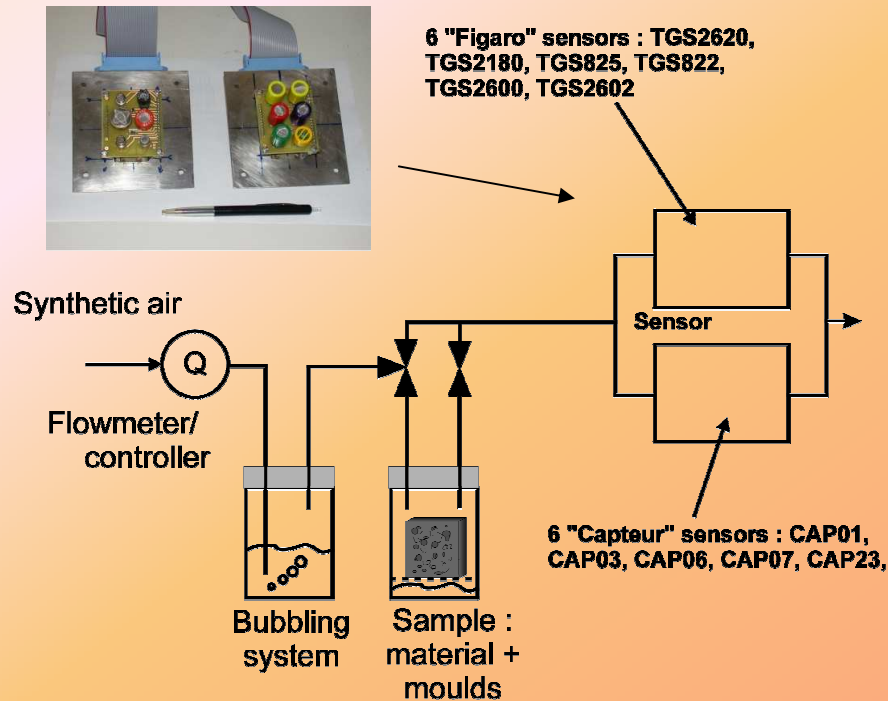 6 "Figaro" sensors : TGS2620,
TGS2180, TGS825, TGS822,
TGS2600, TGS2602
Synthetic air
Q
Flowmeter/
controller
Sensor
6 "Capteur" sensors : CAP01,
CAP03, CAP06, CAP07, CAP23,
Bubbling
system
Sample :
material +
moulds